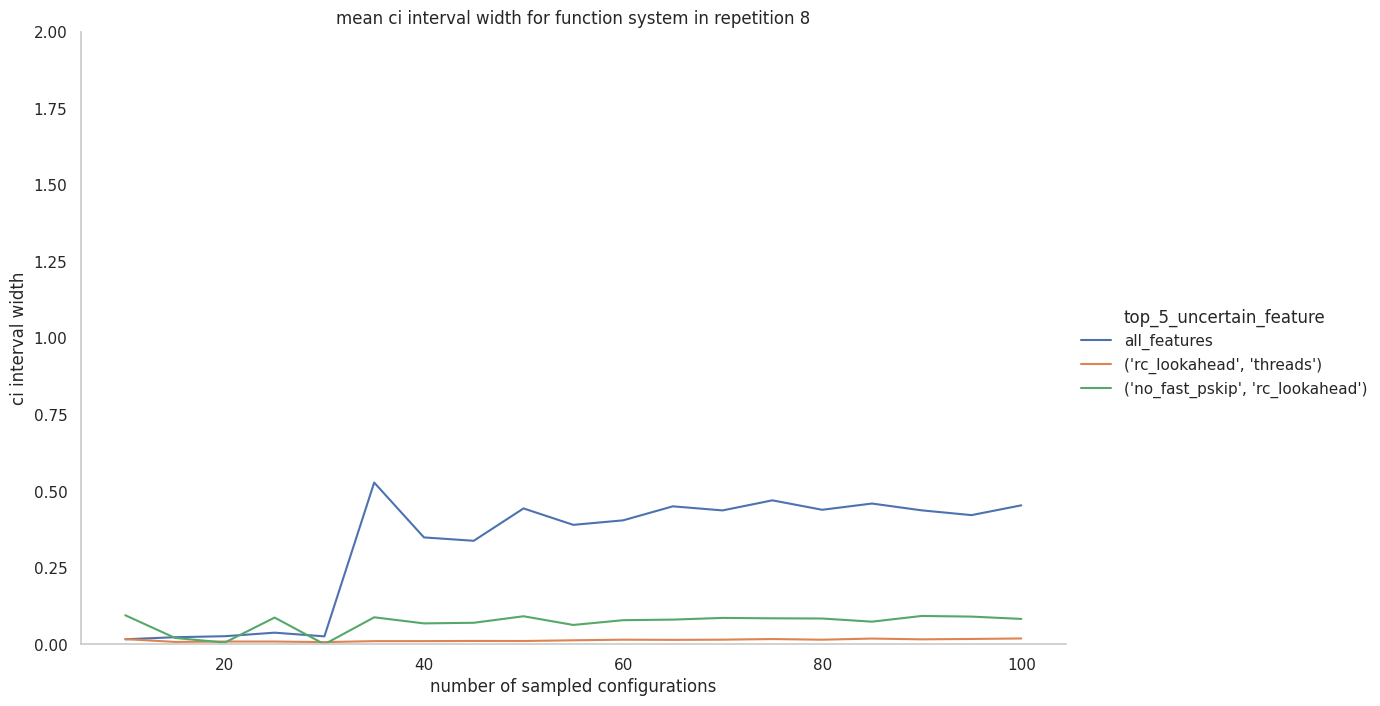 mean ci interval width for function system in repetition 8
2.00
1.75
1.50
1.25
1.00
0.75
0.50
0.25
0.00
ci interval width
20
40
60
80
100
number of sampled configurations
top_5_uncertain_feature
all_features
('rc_lookahead', 'threads')
('no_fast_pskip', 'rc_lookahead')